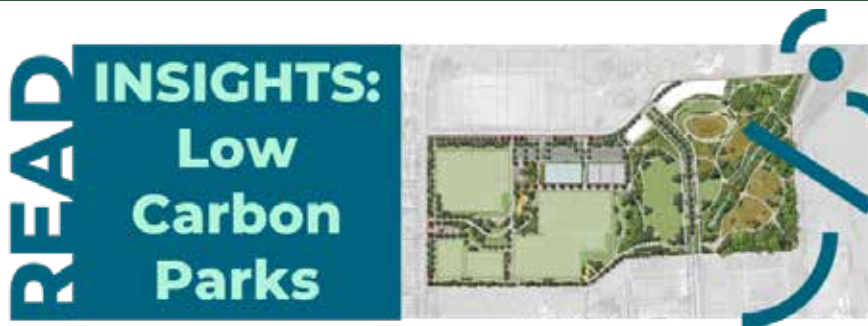 READ
INSIGHTS:
Low
Carbon
Parks